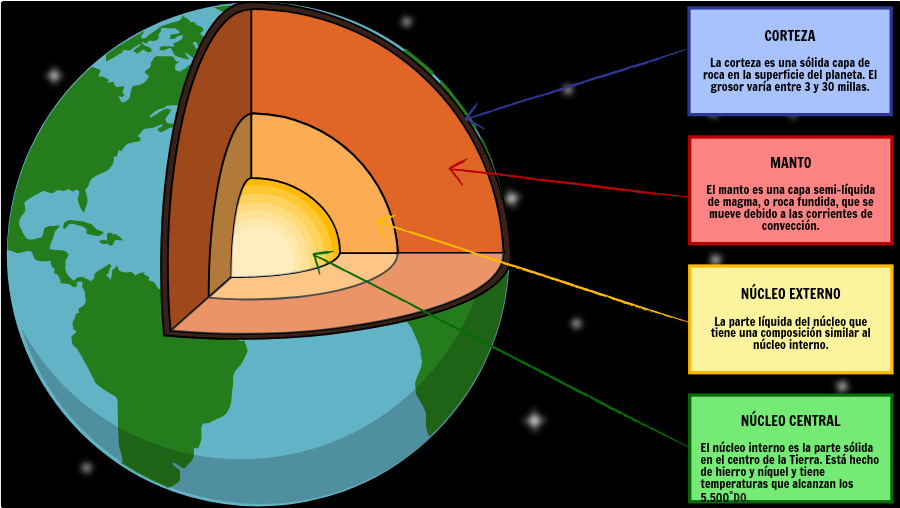 CORTEZA
La corteza es una sólida capa de
roca en la superficie del planeta. El
grosor varía entre 3 y 30 millas.
MANTO
El manto es una capa semi-líquida
de magma, o roca fundida, que se
mueve debido a las corrientes de
convección.
NÚCLEO EXTERNO
La parte líquida del núcleo que
tiene una composición similar al
núcleo interno.
NÚCLEO CENTRAL
El núcleo interno es la parte sólida
en el centro de la Tierra. Está hecho
de hierro y níquel y tiene
temperaturas que alcanzan los
5,500°DO.